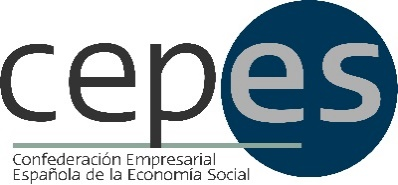 cepes
Confederación Empresarial
Española de la Economía Social